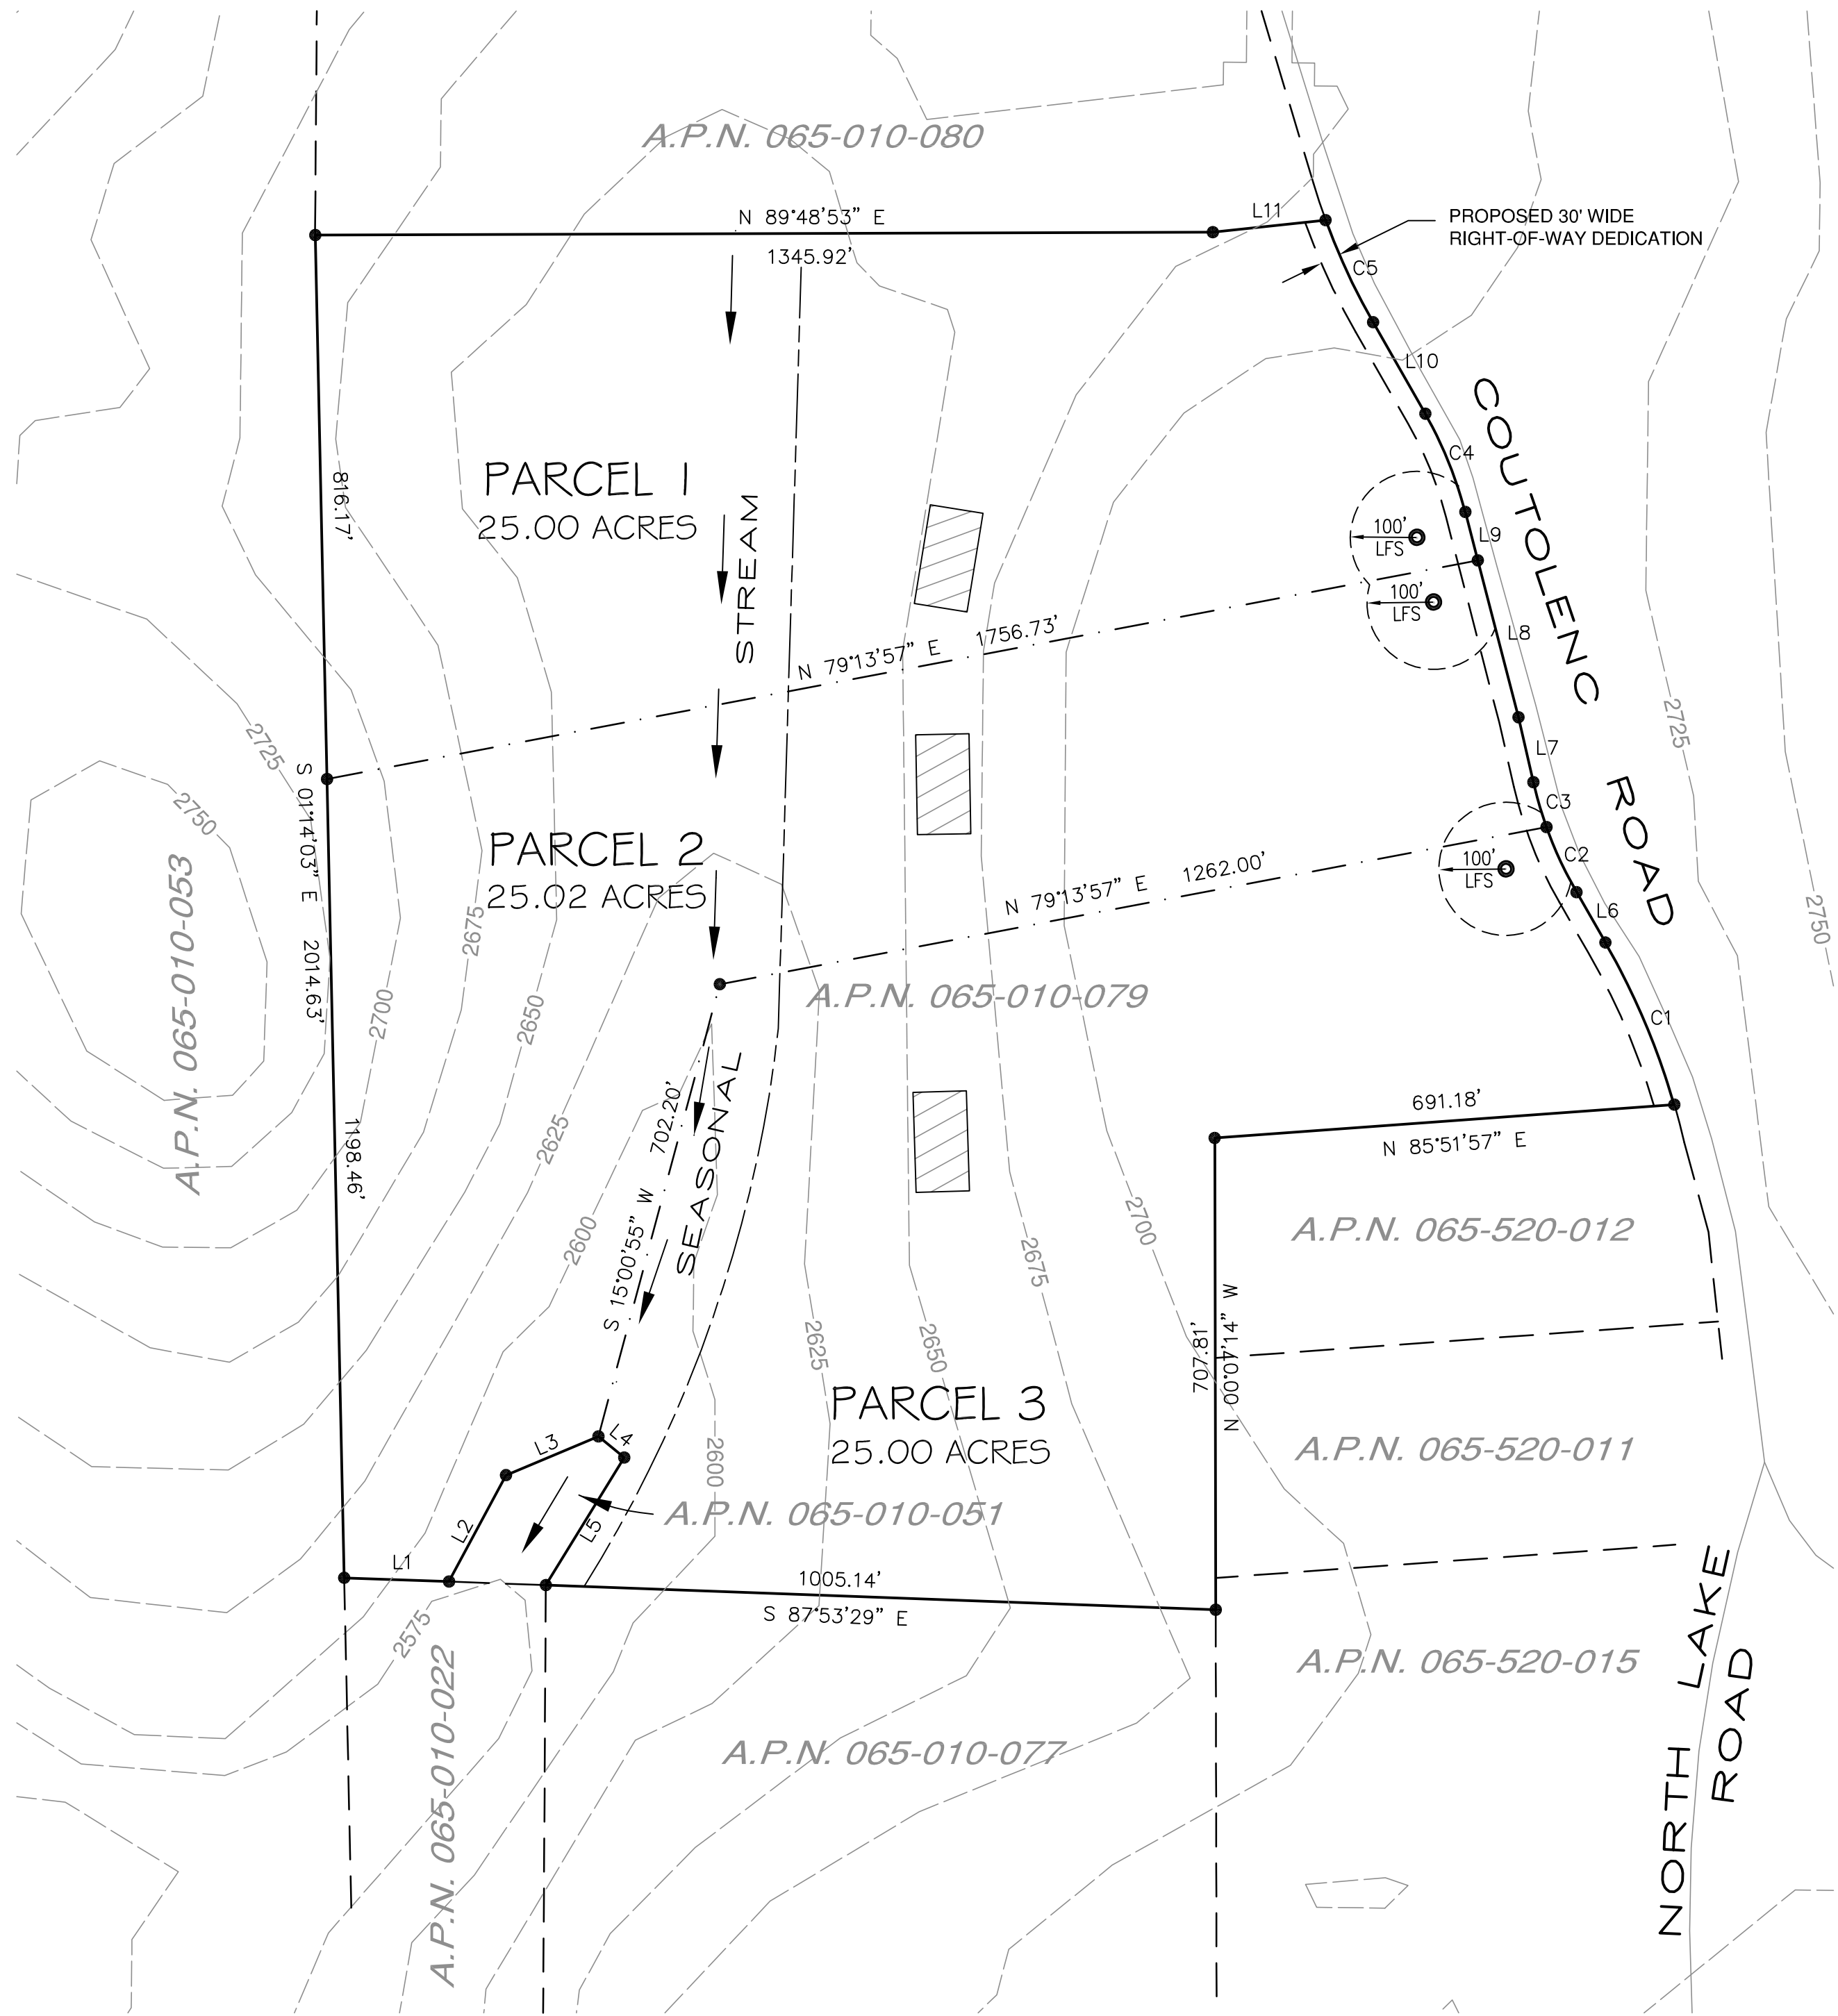 A.P.N. 065-010-080
N 89°48'53" E
1345.92'
L11
PROPOSED 30' WIDE
RIGHT-OF-WAY DEDICATION
C5
L10
COUTOLENC ROAD
C4
L9
PARCEL 1
25.00 ACRES
816.17'
STREAM
100'
LFS
100'
LFS
L8
N 79°13'57" E 1756.73'
2725
2750
2725
L7
S 01°14'03" E 2014.63'
C3
PARCEL 2
25.02 ACRES
A.P.N. 065-010-053
2675
C2
100'
LFS
N 79°13'57" E 1262.00'
L6
2750
A.P.N. 065-010-079
2700
2650
C1
SEASONAL
702.20'
S 15°00'55" W
691.18'
N 85°51'57" E
1198.46'
2625
2600
2700
A.P.N. 065-520-012
2675
2625
2650
707.81'
N 00°07'14" W
PARCEL 3
25.00 ACRES
L3
L4
2600
A.P.N. 065-520-011
A.P.N. 065-010-051
L2
L5
L1
1005.14'
S 87°53'29" E
2575
A.P.N. 065-010-022
A.P.N. 065-520-015
A.P.N. 065-010-077
NORTH LAKE
ROAD